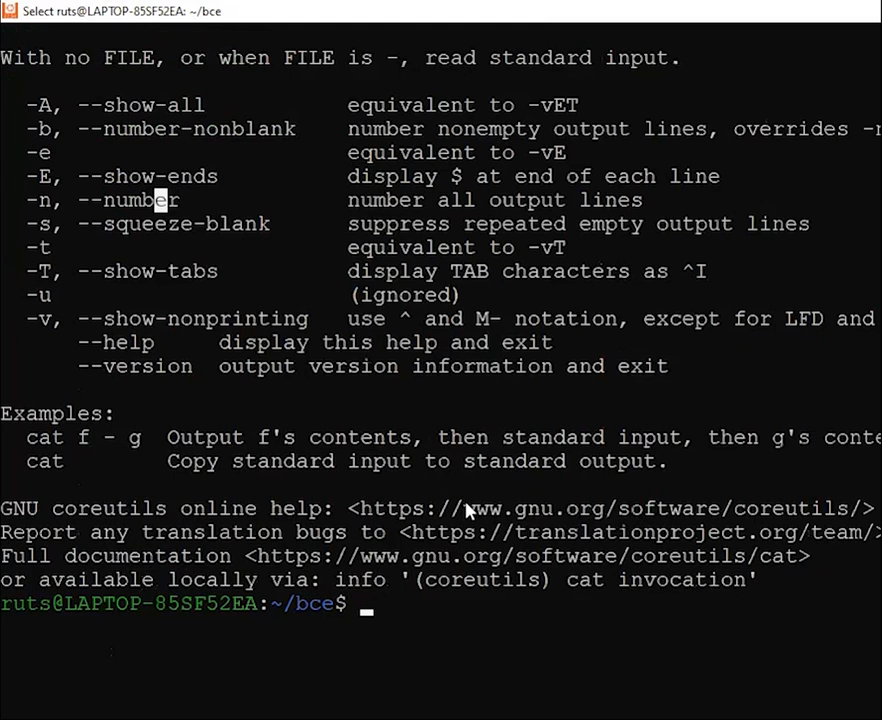 Select ruts@LAPTOP-85SF52EA: ~/bce
With no FILE, or when FILE is -, read standard input.
-A, --show-all equivalent to -vET
-b, --number-nonblank number nonempty output lines, overrides -n
-e equivalent to -vE
-E, --show-ends display $ at end of each line
-n, --number number all output lines
-s, --squeeze-blank suppress repeated empty output lines
-t equivalent to -vT
-T, --show-tabs display TAB characters as ^I
-u (ignored)
-v, --show-nonprinting use ^ and M- notation, except for LFD and
--help display this help and exit
--version output version information and exit
Examples:
cat f - g Output f's contents, then standard input, then g's conte
cat Copy standard input to standard output.
GNU coreutils online help: <https://www.gnu.org/software/coreutils/>
Report any translation bugs to <https://translationproject.org/team/>
Full documentation <https://www.gnu.org/software/coreutils/cat>
or available locally via: info '(coreutils) cat invocation'
ruts@LAPTOP-85SF52EA:~/bce$